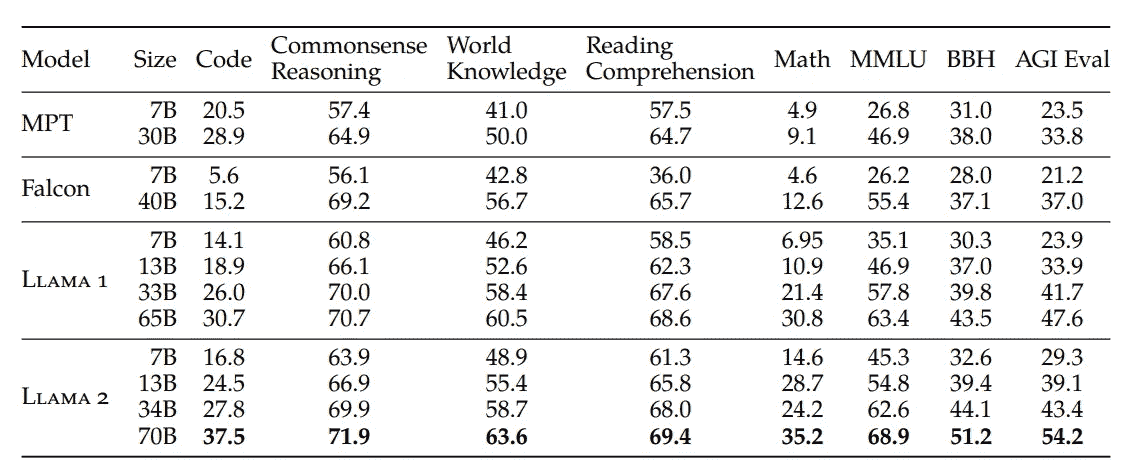 Model Size Code Commonsense Reasoning World Knowledge Reading Comprehension Math MMLU BBH AGI Eval
MPT 7B 20.5 57.4 41.0 57.5 4.9 26.8 31.0 23.5
30B 28.9 64.9 50.0 64.7 9.1 46.9 38.0 33.8
Falcon 7B 5.6 56.1 42.8 36.0 4.6 26.2 28.0 21.2
40B 15.2 69.2 56.7 65.7 12.6 55.4 37.1 37.0
LLAMA 1 7B 14.1 60.8 46.2 58.5 6.95 35.1 30.3 23.9
13B 18.9 66.1 52.6 62.3 10.9 46.9 37.0 33.9
33B 26.0 70.0 58.4 67.6 21.4 57.8 39.8 41.7
65B 30.7 70.7 60.5 68.6 30.8 63.4 43.5 47.6
LLAMA 2 7B 16.8 63.9 48.9 61.3 14.6 45.3 32.6 29.3
13B 24.5 66.9 55.4 65.8 28.7 54.8 39.4 39.1
34B 27.8 69.9 58.7 68.0 24.2 62.6 44.1 43.4
70B 37.5 71.9 63.6 69.4 35.2 68.9 51.2 54.2